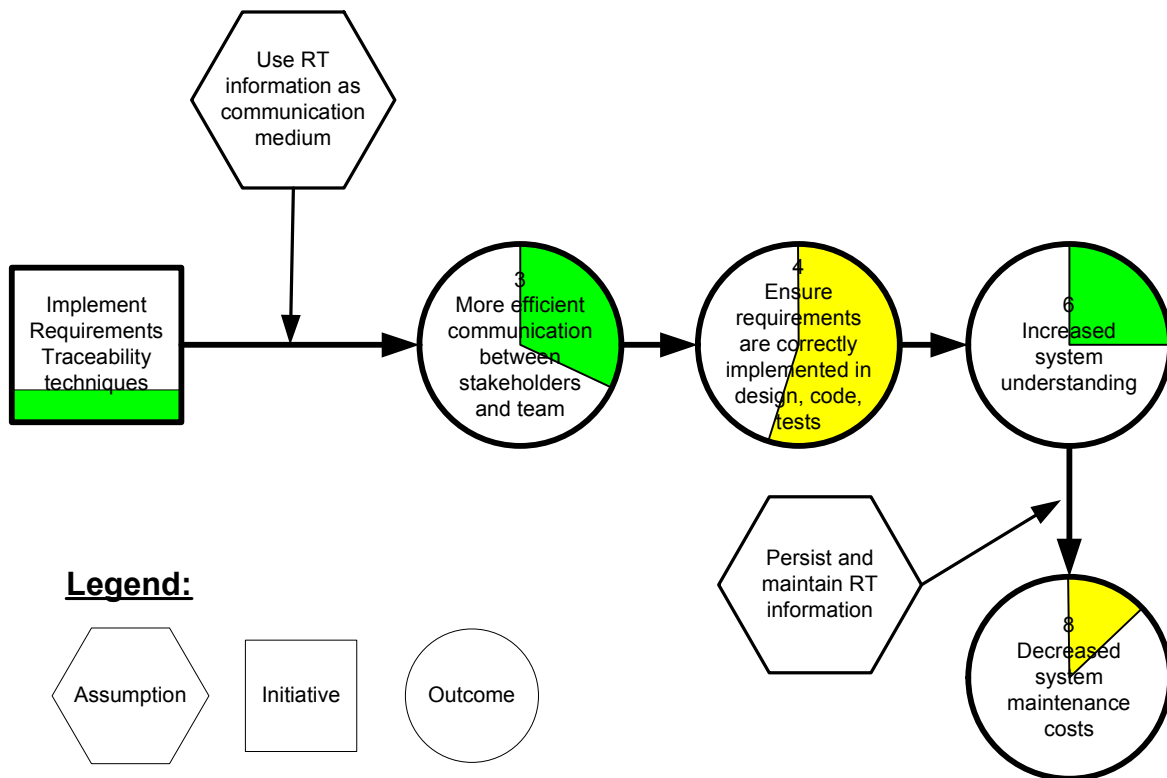 Use RT
information as
communication
medium
Implement
Requirements
Traceability
techniques
3
More efficient
communication
between
stakeholders
and team
4
Ensure
requirements
are correctly
implemented in
design, code,
tests
6
Increased
system
understanding
Persist and
maintain RT
information
8
Decreased
system
maintenance
costs
Legend:
Assumption
Initiative
Outcome